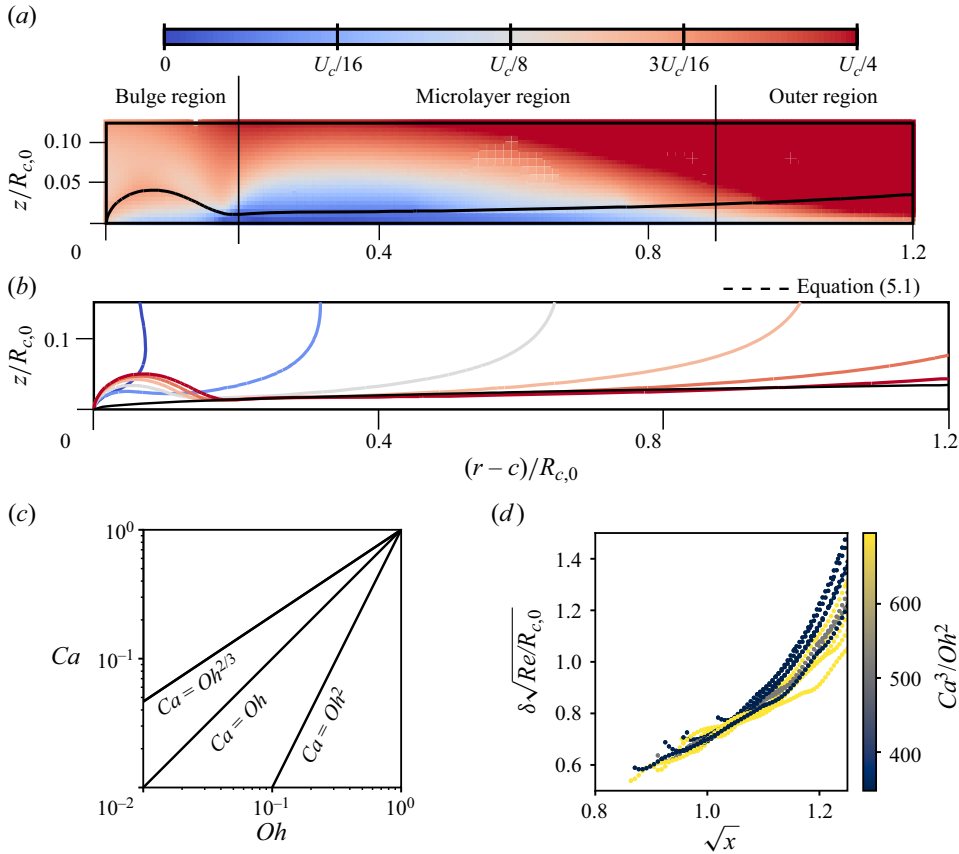 (a)
0 U_c/16 U_c/8 3U_c/16 U_c/4
Bulge region Microlayer region Outer region
z/R_{c,0}
0.10
0.05
0 0.4 0.8 1.2
(b)
Equation (5.1)
z/R_{c,0}
0.1
0 0.4 0.8 1.2
(r – c)/R_{c,0}
(c)
Ca
10^0
10^{-1}
10^{-2} 10^{-1} 10^0
Oh
Ca = Oh^{2/3}
Ca = Oh
Ca = Oh^2
(d)
δ√Re/R_{c,0}
1.4
1.2
1.0
0.8
0.6
0.8 1.0 1.2
√x
600
500
400
Ca^3/Oh^2